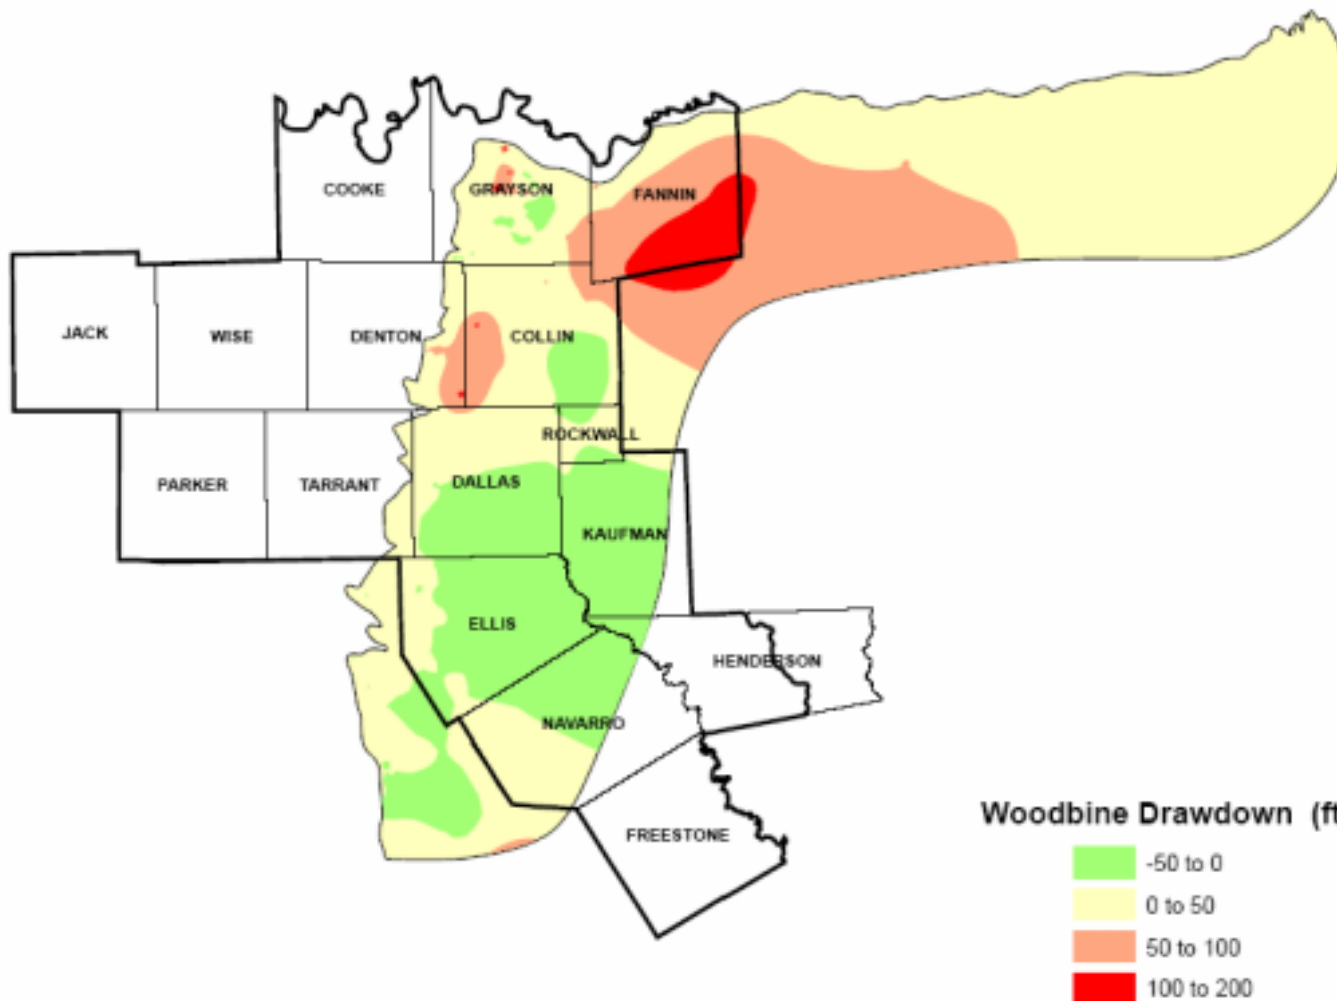 COOKE
GRAYSON
FANNIN
JACK
WISE
DENTON
COLLIN
ROCKWALL
PARKER
TARRANT
DALLAS
KAUFMAN
ELLIS
HENDERSON
NAVARRO
FREESTONE
Woodbine Drawdown (ft
-50 to 0
0 to 50
50 to 100
100 to 200